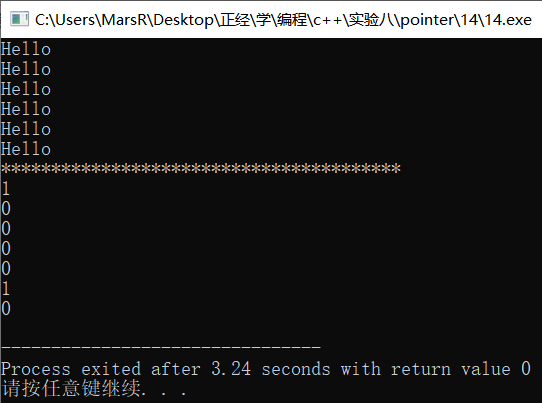 C:\Users\MarsR\Desktop\正经\学\编程\c++\实验八\pointer\14\14.exe
Hello
Hello
Hello
Hello
Hello
Hello
****************************************
1
0
0
0
0
1
0
--------------------------------
Process exited after 3.24 seconds with return value 0
请按任意键继续. . .